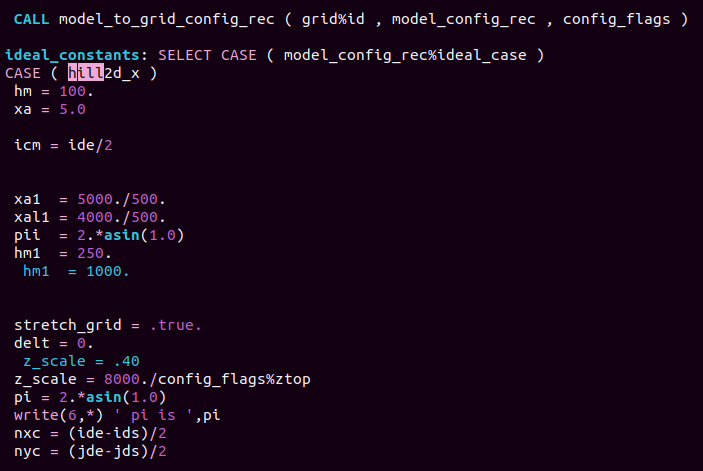 CALL model_to_grid_config_rec ( grid%id , model_config_rec , config_flags )
ideal_constants: SELECT CASE ( model_config_rec%ideal_case )
CASE ( hill2d_x )
hm = 100.
xa = 5.0
icm = ide/2
xa1  = 5000./500.
xal1 = 4000./500.
pii  = 2.*asin(1.0)
hm1  = 250.
hm1  = 1000.
stretch_grid = .true.
delt = 0.
z_scale = .40
z_scale = 8000./config_flags%ztop
pi = 2.*asin(1.0)
write(6,*) ' pi is ',pi
nxc = (ide-ids)/2
nyc = (jde-jds)/2